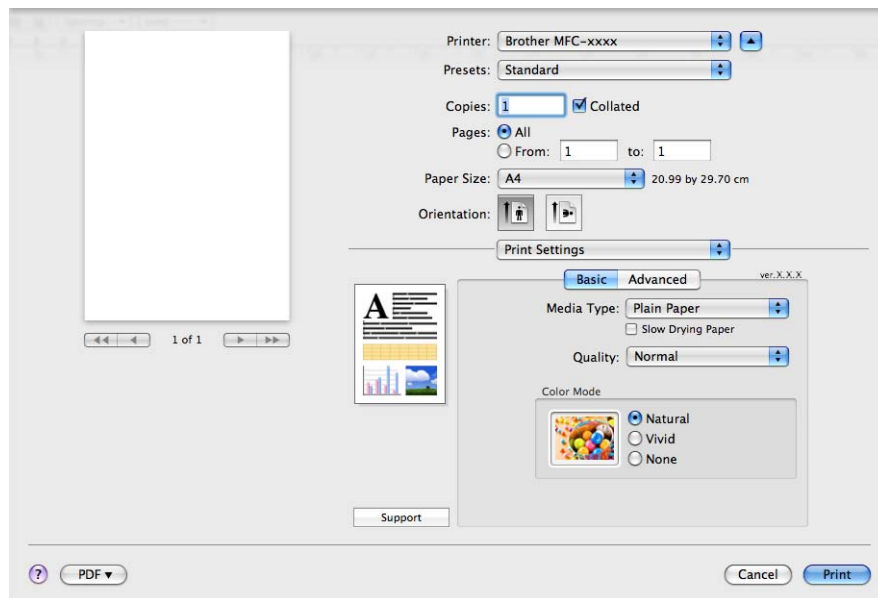 Printer: Brother MFC-xxxx
Presets: Standard
Copies: 1 Collated
Pages: All
From: 1 to: 1
Paper Size: A4 20.99 by 29.70 cm
Orientation:
Print Settings
Basic Advanced ver.X.X.X
Media Type: Plain Paper
Slow Drying Paper
Quality: Normal
Color Mode
Natural
Vivid
None
A
1 of 1
Support
? PDF▼ Cancel Print